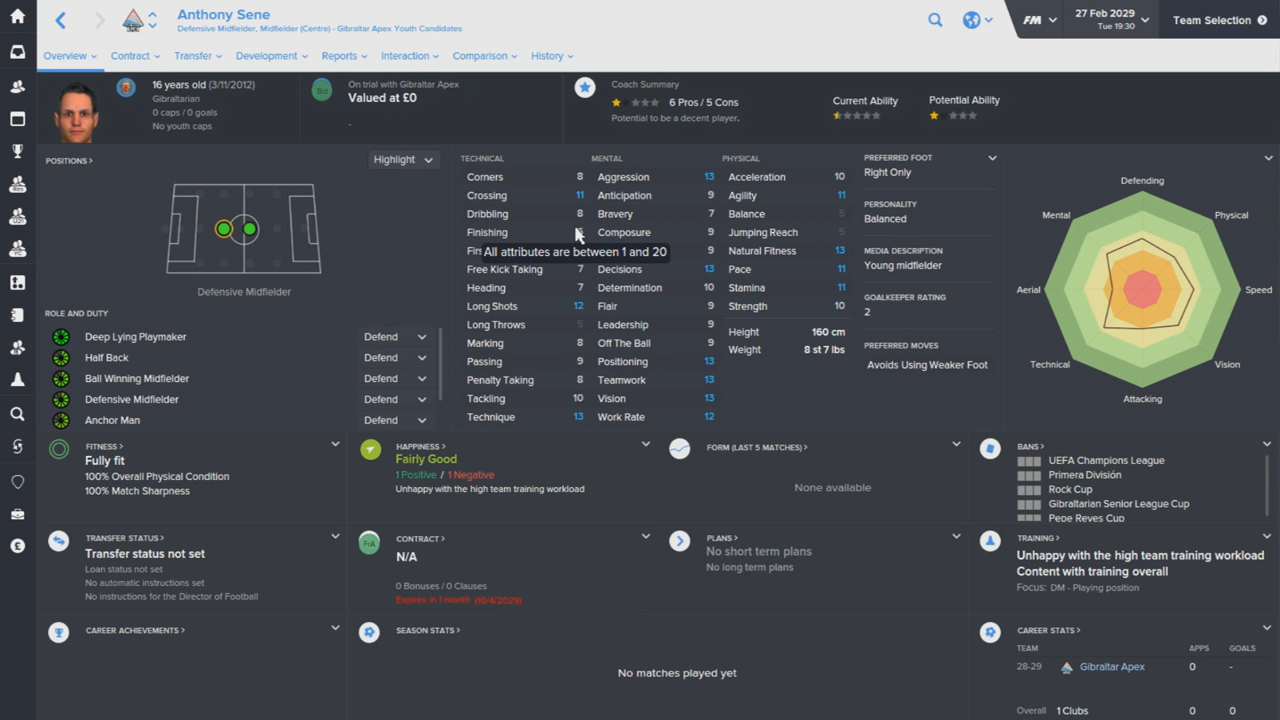 Anthony Sene
Defensive Midfielder, Midfielder (Centre) - Gibraltar Apex Youth Candidates
FM
27 Feb 2029
Tue 19:30
Team Selection
Overview
Contract
Transfer
Development
Reports
Interaction
Comparison
History
16 years old (3/11/2012)
Gibraltarian
0 caps / 0 goals
No youth caps
Bd
On trial with Gibraltar Apex
Valued at £0
-
Coach Summary
6 Pros / 5 Cons
Potential to be a decent player.
Current Ability
Potential Ability
POSITIONS >
Highlight
Defensive Midfielder
ROLE AND DUTY
Deep Lying Playmaker Defend
Half Back Defend
Ball Winning Midfielder Defend
Defensive Midfielder Defend
Anchor Man Defend
TECHNICAL
Corners 8
Crossing 11
Dribbling 8
Finishing
Free Kick Taking 7
Heading 7
Long Shots 12
Long Throws 5
Marking 8
Passing 9
Penalty Taking 8
Tackling 10
Technique 13
All attributes are between 1 and 20
MENTAL
Aggression 13
Anticipation 9
Bravery 7
Composure 9
9
Decisions 13
Determination 10
Flair 9
Leadership 9
Off The Ball 9
Positioning 13
Teamwork 13
Vision 13
Work Rate 12
PHYSICAL
Acceleration 10
Agility 11
Balance 5
Jumping Reach 5
Natural Fitness 13
Pace 11
Stamina 11
Strength 10
Height 160 cm
Weight 8 st 7 lbs
PREFERRED FOOT
Right Only
PERSONALITY
Balanced
MEDIA DESCRIPTION
Young midfielder
GOALKEEPER RATING
2
PREFERRED MOVES
Avoids Using Weaker Foot
Defending
Physical
Speed
Vision
Attacking
Technical
Aerial
Mental
FITNESS >
Fully fit
100% Overall Physical Condition
100% Match Sharpness
HAPPINESS >
Fairly Good
1 Positive / 1 Negative
Unhappy with the high team training workload
FORM (LAST 5 MATCHES) >
None available
BANS >
UEFA Champions League
Primera División
Rock Cup
Gibraltarian Senior League Cup
Pepe Reyes Cup
TRANSFER STATUS >
Transfer status not set
Loan status not set
No automatic instructions set
No instructions for the Director of Football
FrA
CONTRACT >
N/A
0 Bonuses / 0 Clauses
Expires in 1 month (10/4/2029)
PLANS >
No short term plans
No long term plans
TRAINING >
Unhappy with the high team training workload
Content with training overall
Focus: DM - Playing position
CAREER ACHIEVEMENTS >
SEASON STATS >
No matches played yet
CAREER STATS >
TEAM APPS GOALS
28-29 Gibraltar Apex 0 -
Overall 1 Clubs 0 0